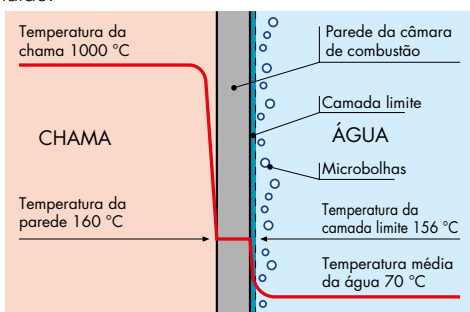 Temperatura da
chama 1000 °C
CHAMA
Temperatura da
parede 160 °C
Parede da câmara
de combustão
Camada limite
ÁGUA
Microbolhas
Temperatura da
camada limite 156 °C
Temperatura média
da água 70 °C